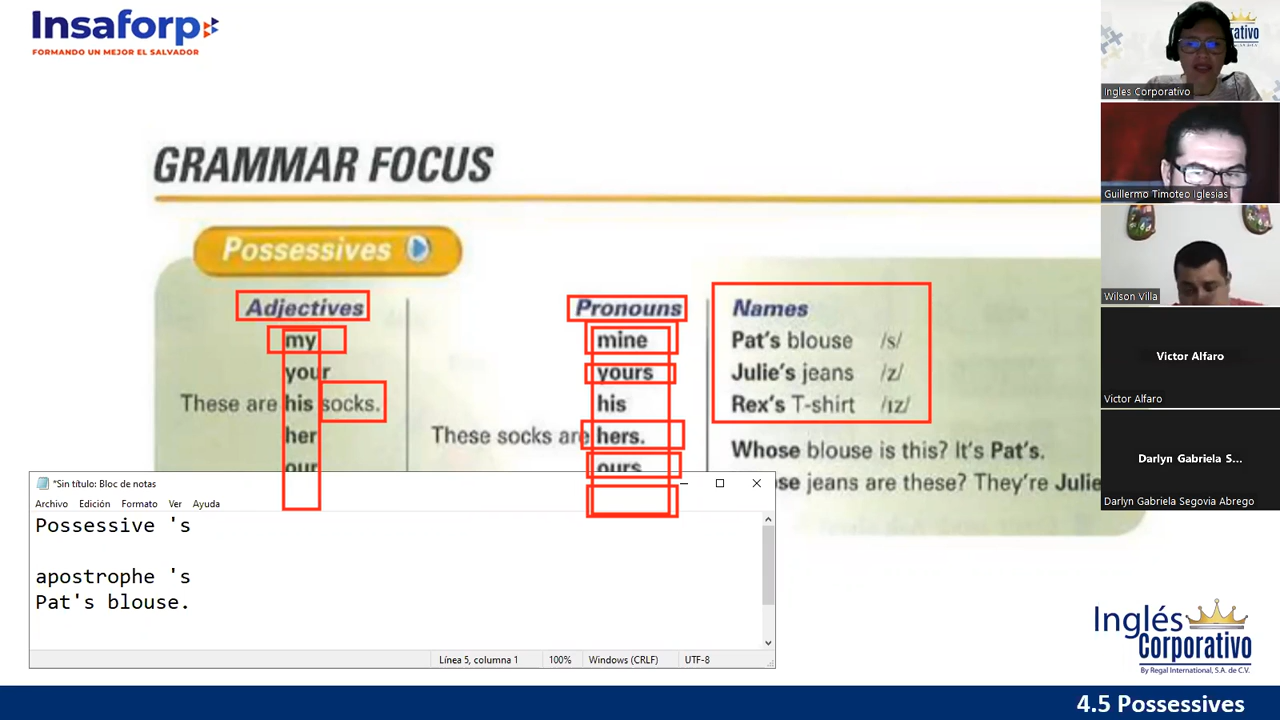 Insaforp
FORMANDO UN MEJOR EL SALVADOR
GRAMMAR FOCUS
Possessives
Adjectives
my
your
These are his socks.
her
our
Pronouns
mine
yours
his
These socks are hers.
ours
Names
Pat's blouse /s/
Julie's jeans /z/
Rex's T-shirt /ɪz/
Whose blouse is this? It's Pat's.
se jeans are these? They're Julie
*Sin título: Bloc de notas
Archivo Edición Formato Ver Ayuda
Possessive 's
apostrophe 's
Pat's blouse.
Línea 5, columna 1 100% Windows (CRLF) UTF-8
Ingles Corporativo
Guillermo Timoteo Iglesias
Wilson Villa
Victor Alfaro
Victor Alfaro
Darlyn Gabriela S...
Darlyn Gabriela Segovia Abrego
Inglés
Corporativo
By Regal International, S.A. de C.V.
4.5 Possessives